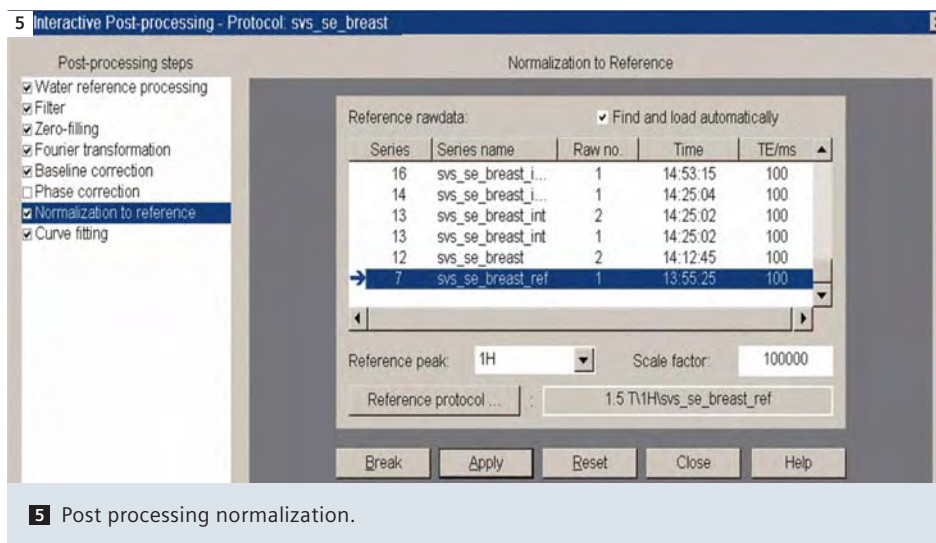 5 Interactive Post-processing - Protocol: svs_se_breast
Post-processing steps
Normalization to Reference
Water reference processing
Filter
Zero-filling
Fourier transformation
Baseline correction
Phase correction
Normalization to reference
Curve fitting
Reference rawdata:
Find and load automatically
Series Series name Raw no. Time TE/ms
16 svs_se_breast_i... 1 14:53:15 100
14 svs_se_breast_i... 1 14:25:04 100
13 svs_se_breast_int 2 14:25:02 100
13 svs_se_breast_int 1 14:25:02 100
12 svs_se_breast 2 14:12:45 100
7 svs_se_breast_ref 1 13:55:25 100
Reference peak: 1H Scale factor: 100000
Reference protocol ... : 1.5 T\1H\svs_se_breast_ref
Break Apply Reset Close Help
5 Post processing normalization.